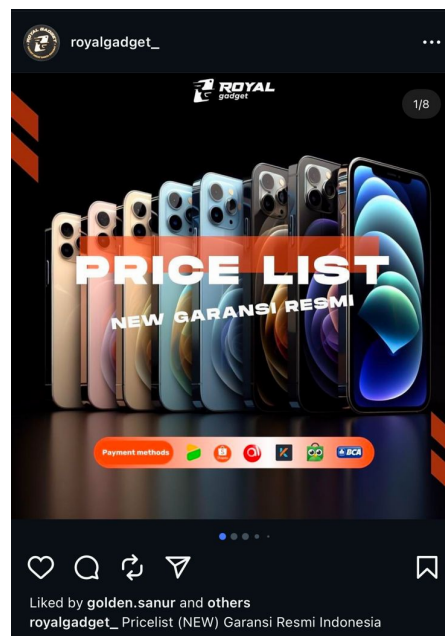 royalgadget_
ROYAL
gadget
1/8
PRICE LIST
NEW GARANSI RESMI
Payment methods
BCA
Liked by golden.sanur and others
royalgadget_ Pricelist (NEW) Garansi Resmi Indonesia